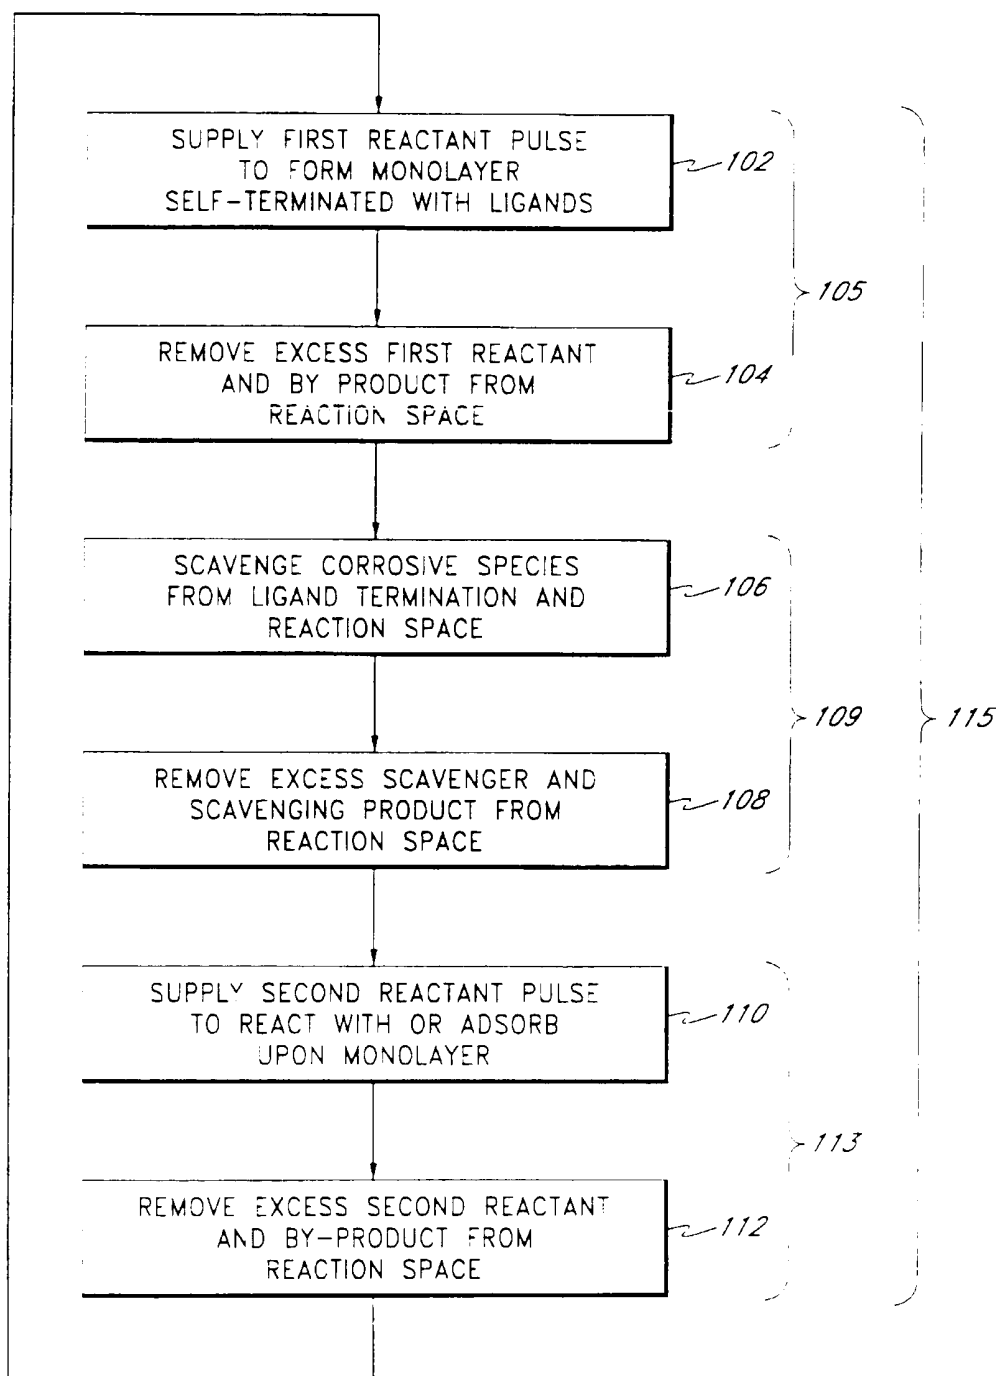 SUPPLY FIRST REACTANT PULSE
TO FORM MONOLAYER
SELF-TERMINATED WITH LIGANDS
102
105
REMOVE EXCESS FIRST REACTANT
AND BY PRODUCT FROM
REACTION SPACE
104
SCAVENGE CORROSIVE SPECIES
FROM LIGAND TERMINATION AND
REACTION SPACE
106
109
115
REMOVE EXCESS SCAVENGER AND
SCAVENGING PRODUCT FROM
REACTION SPACE
108
SUPPLY SECOND REACTANT PULSE
TO REACT WITH OR ADSORB
UPON MONOLAYER
110
113
REMOVE EXCESS SECOND REACTANT
AND BY-PRODUCT FROM
REACTION SPACE
112